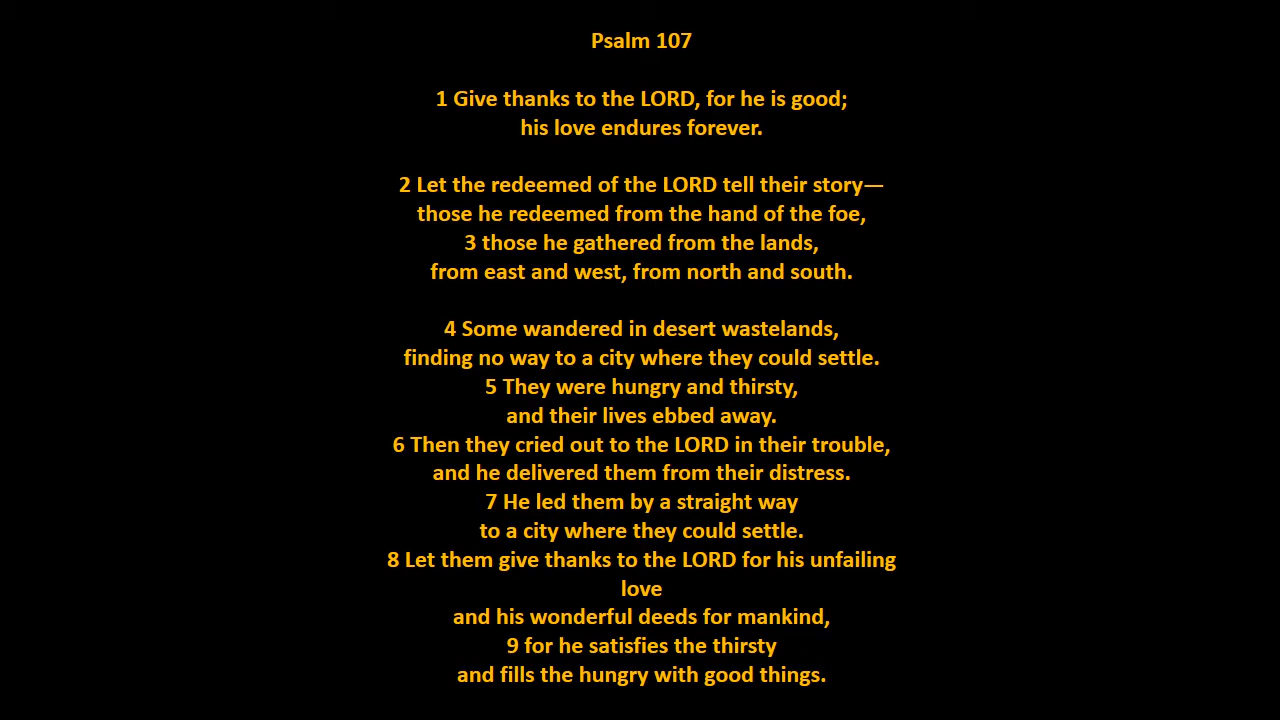 Psalm 107
1 Give thanks to the LORD, for he is good;
his love endures forever.
2 Let the redeemed of the LORD tell their story—
those he redeemed from the hand of the foe,
3 those he gathered from the lands,
from east and west, from north and south.
4 Some wandered in desert wastelands,
finding no way to a city where they could settle.
5 They were hungry and thirsty,
and their lives ebbed away.
6 Then they cried out to the LORD in their trouble,
and he delivered them from their distress.
7 He led them by a straight way
to a city where they could settle.
8 Let them give thanks to the LORD for his unfailing
love
and his wonderful deeds for mankind,
9 for he satisfies the thirsty
and fills the hungry with good things.